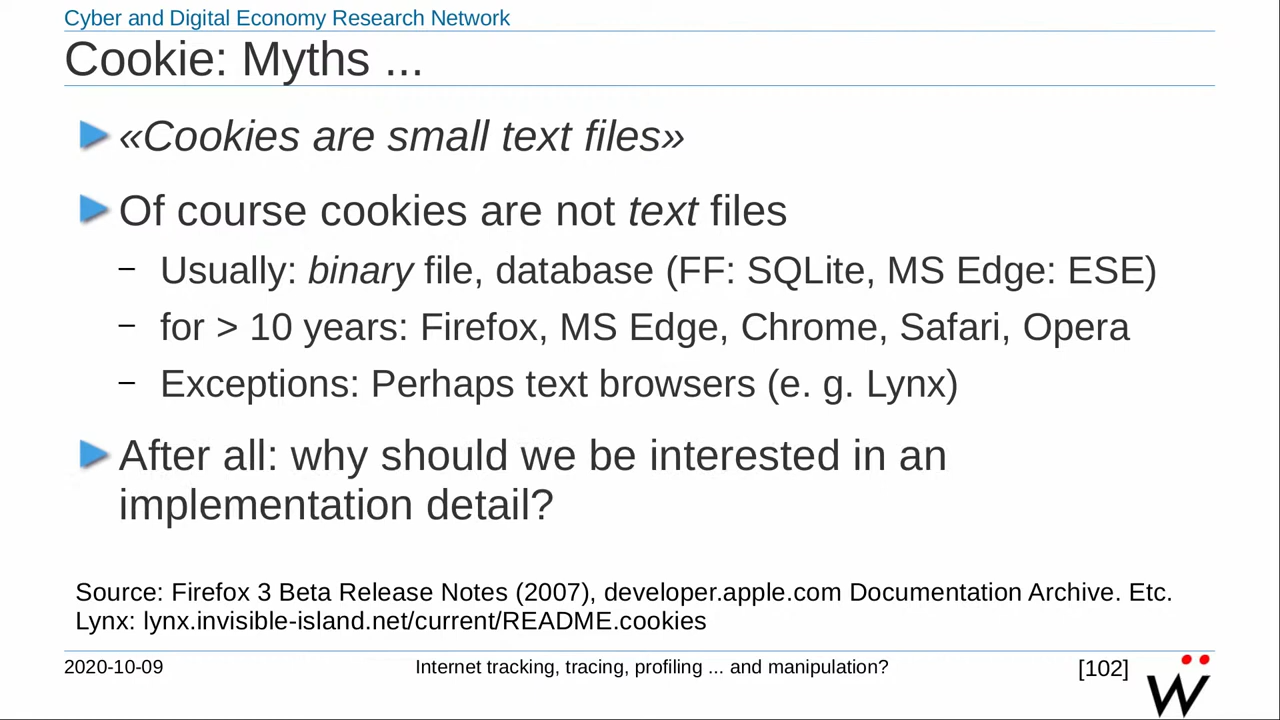 Cyber and Digital Economy Research Network
Cookie: Myths ...
«Cookies are small text files»
Of course cookies are not text files
– Usually: binary file, database (FF: SQLite, MS Edge: ESE)
– for > 10 years: Firefox, MS Edge, Chrome, Safari, Opera
– Exceptions: Perhaps text browsers (e. g. Lynx)
After all: why should we be interested in an
implementation detail?
Source: Firefox 3 Beta Release Notes (2007), developer.apple.com Documentation Archive. Etc.
Lynx: lynx.invisible-island.net/current/README.cookies
2020-10-09 Internet tracking, tracing, profiling ... and manipulation? [102] Ẅ